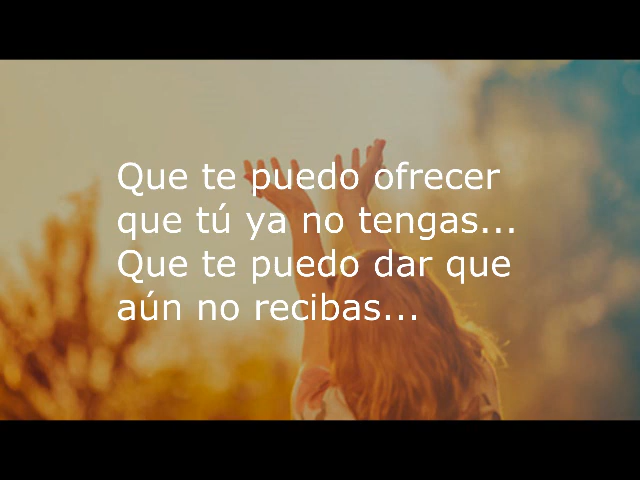 Que te puedo ofrecer
que tú ya no tengas...
Que te puedo dar que
aún no recibas...